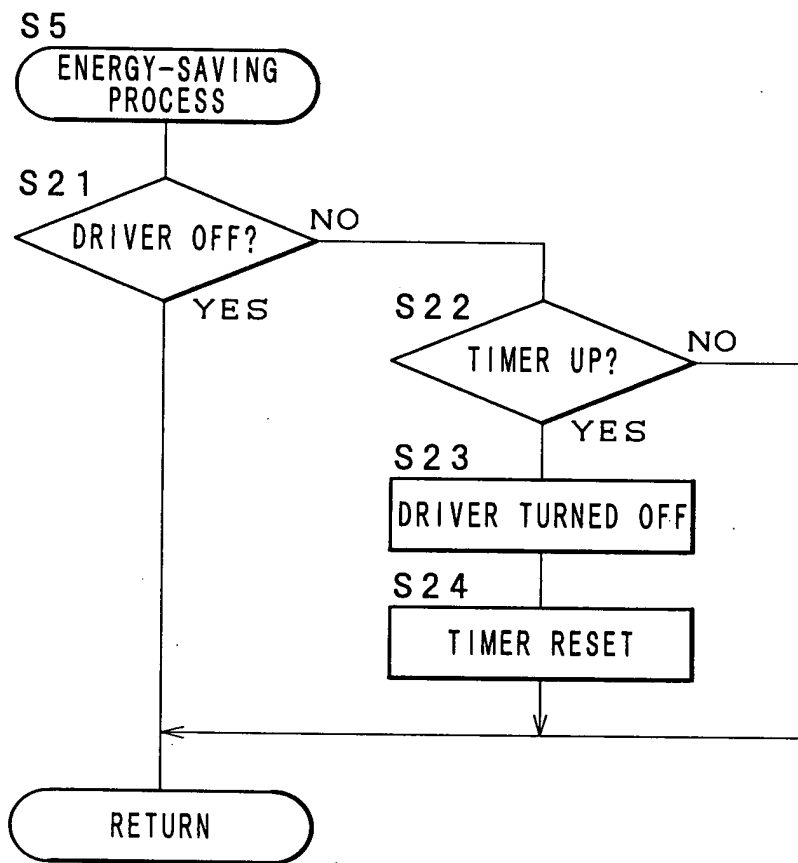 S5
ENERGY-SAVING
PROCESS
S21
DRIVER OFF?
NO
YES
S22
TIMER UP?
NO
YES
S23
DRIVER TURNED OFF
S24
TIMER RESET
RETURN